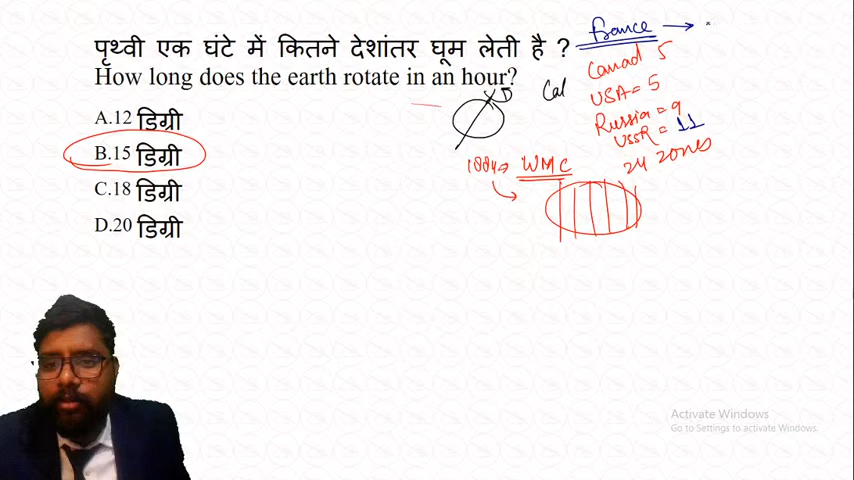 पृथ्वी एक घंटे में कितने देशांतर घूम लेती है ?
How long does the earth rotate in an hour?
A.12 डिग्री
B.15 डिग्री
C.18 डिग्री
D.20 डिग्री
france →
Canad 5
USA = 5
Russia = 9
USSR = 11
24 zones
Cal
1884 → WMC
Activate Windows
Go to Settings to activate Windows.